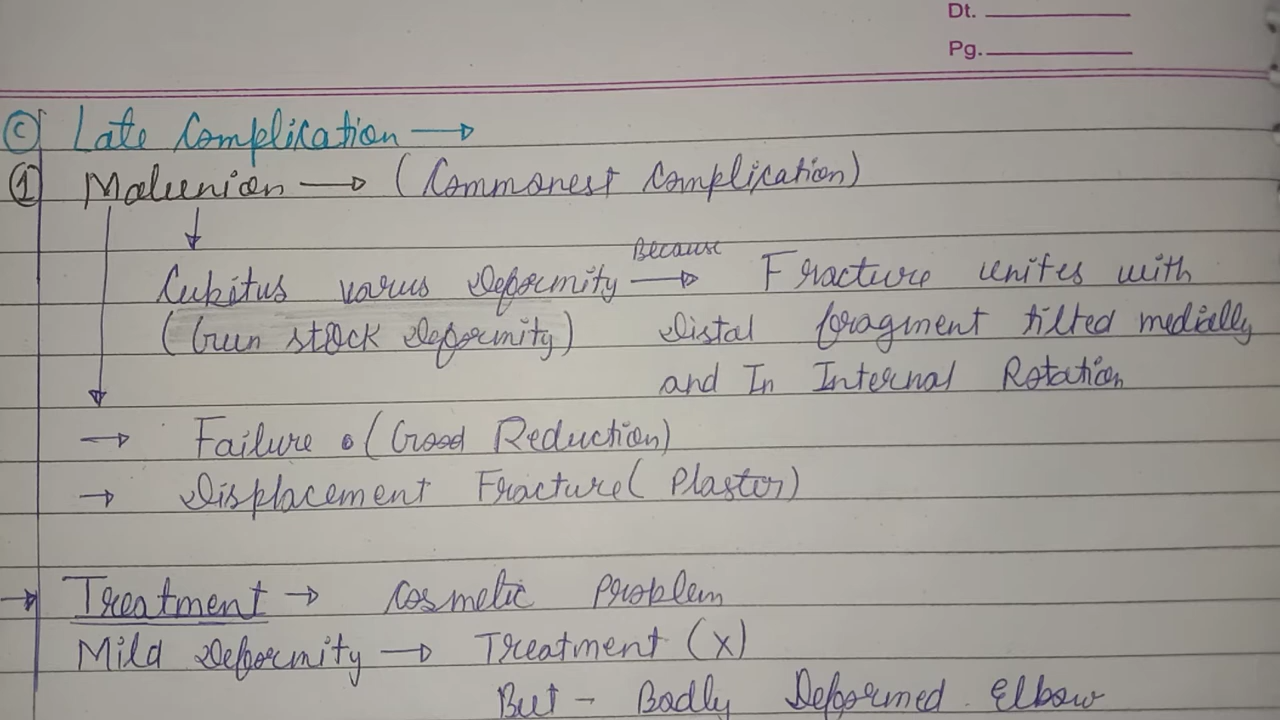 Dt.
Pg.
C Late Complication →
1 Malunion → (Commonest Complication)
Cubitus varus Deformity Because → Fracture unites with
(Gun stock Deformity) Distal fragment tilted medially
and In Internal Rotation
→ Failure (Good Reduction)
→ Displacement Fracture (Plaster)
→ Treatment → Cosmetic Problem
Mild Deformity → Treatment (x)
But - Badly Deformed Elbow